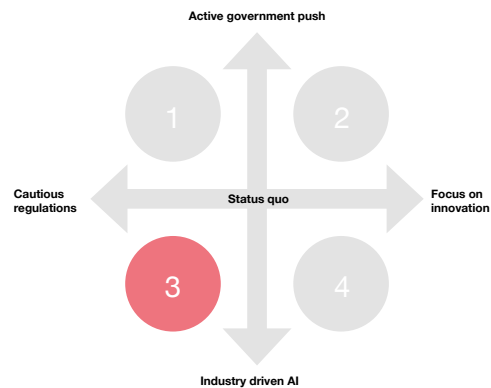 Active government push
1
2
Cautious
regulations
Status quo
Focus on
innovation
3
4
Industry driven AI